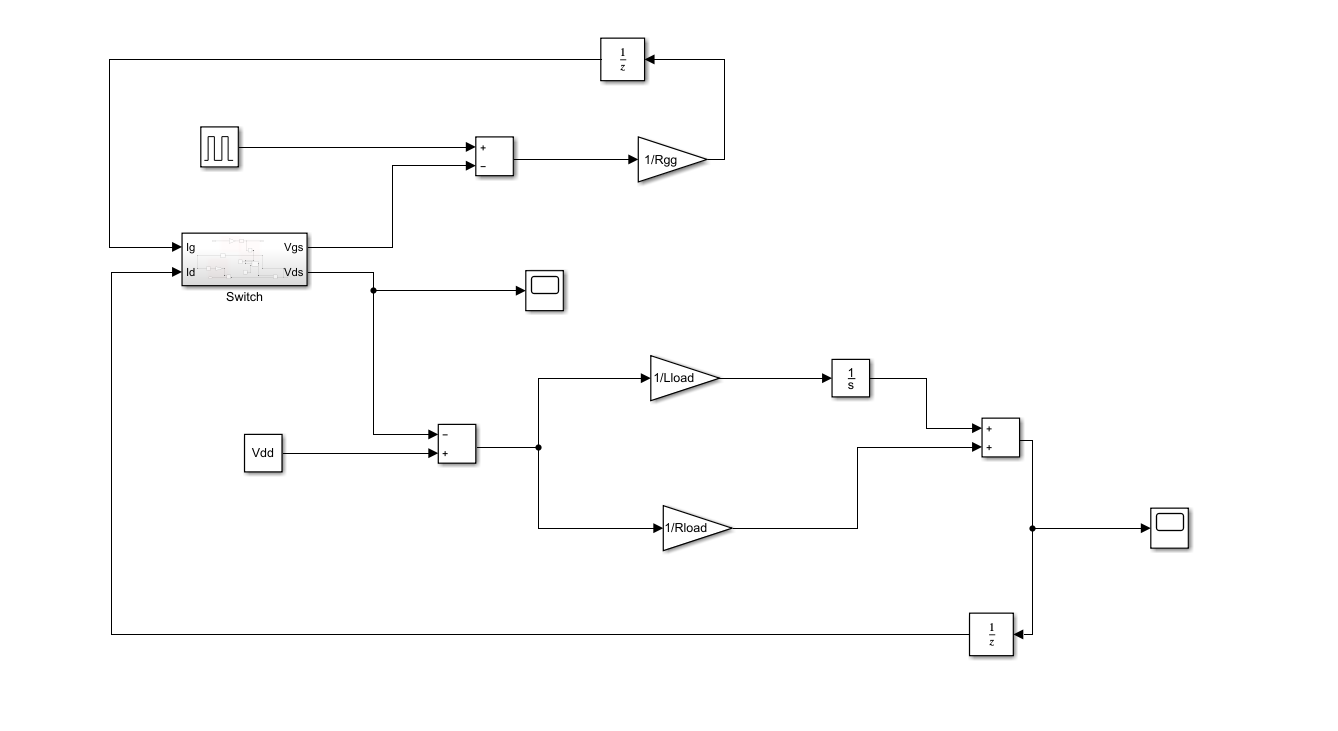 1
z
+
−
1/Rgg
Ig
Vgs
Id
Vds
Switch
1/Lload
1
s
−
+
Vdd
+
+
1/Rload
1
z